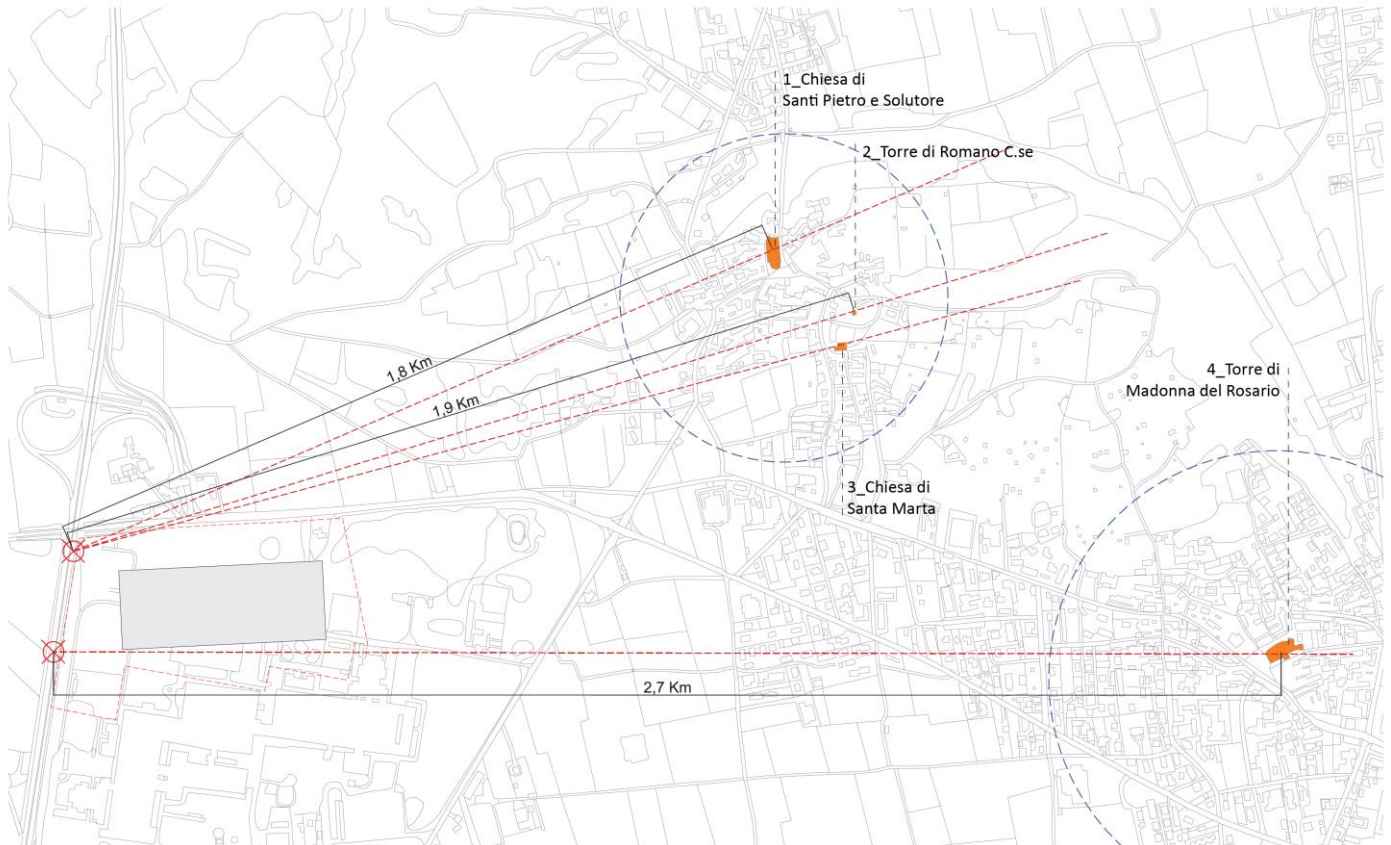 1_Chiesa di
Santi Pietro e Solutore
2_Torre di Romano C.se
1,8 Km
1,9 Km
4_Torre di
Madonna del Rosario
3_Chiesa di
Santa Marta
2,7 Km